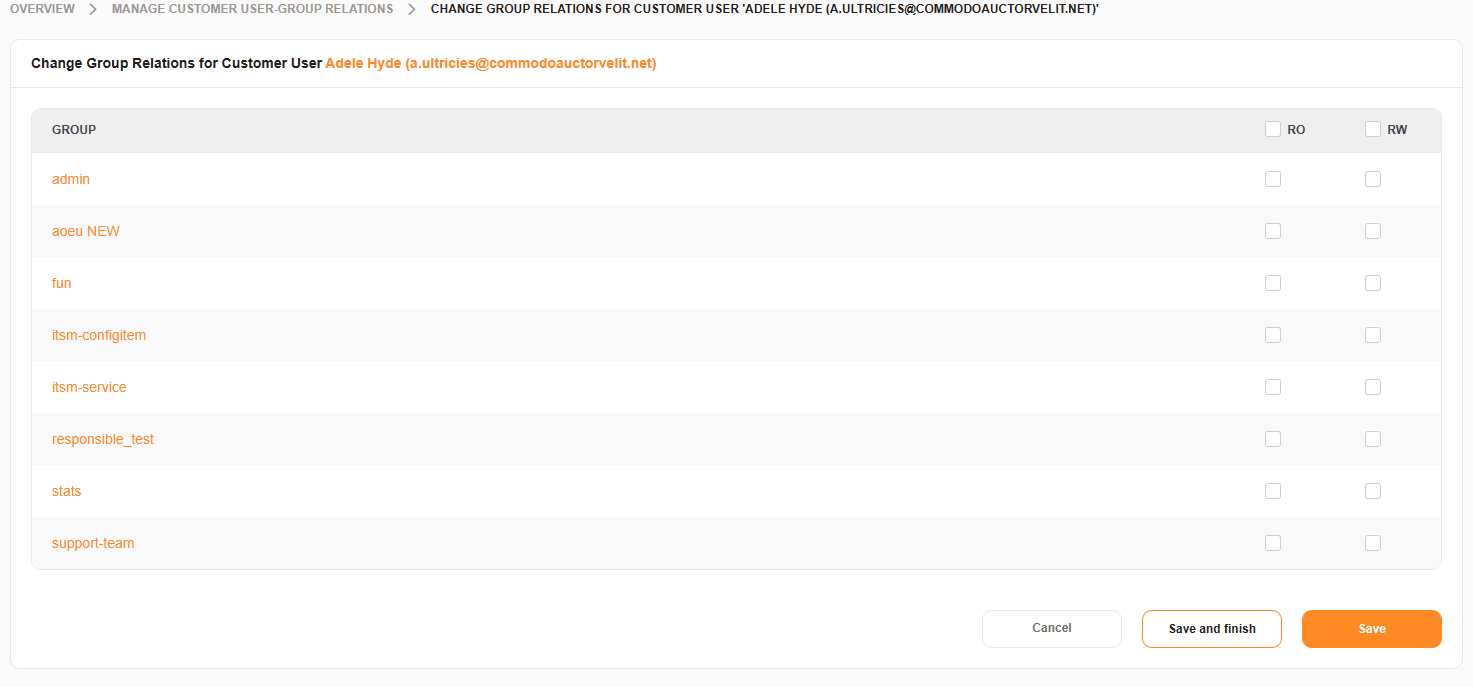 OVERVIEW > MANAGE CUSTOMER USER-GROUP RELATIONS > CHANGE GROUP RELATIONS FOR CUSTOMER USER 'ADELE HYDE (A.ULTRICIES@COMMODOAUCTORVELIT.NET)'
Change Group Relations for Customer User Adele Hyde (a.ultricies@commodoauctorvelit.net)
GROUP RO RW
admin
aoeu NEW
fun
itsm-configitem
itsm-service
responsible_test
stats
support-team
Cancel Save and finish Save